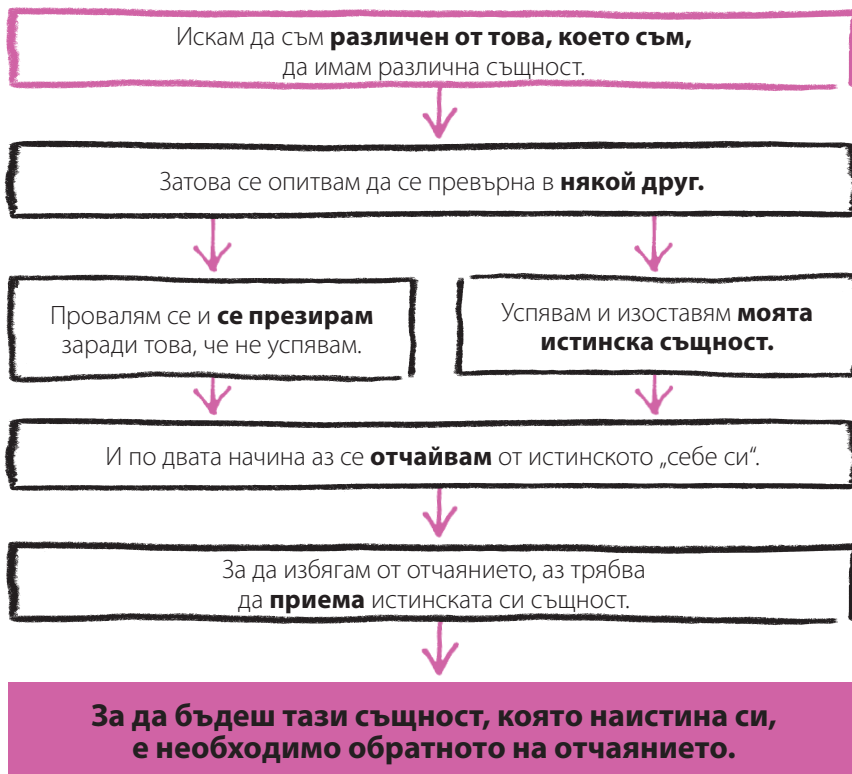 Искам да съм различен от това, което съм,
да имам различна същност.
Затова се опитвам да се превърна в някой друг.
Провалям се и се презирам
заради това, че не успявам.
Успявам и изоставям моята
истинска същност.
И по двата начина аз се отчайвам от истинското „себе си“.
За да избягам от отчаянието, аз трябва
да приема истинската си същност.
За да бъдеш тази същност, която наистина си,
е необходимо обратното на отчаянието.